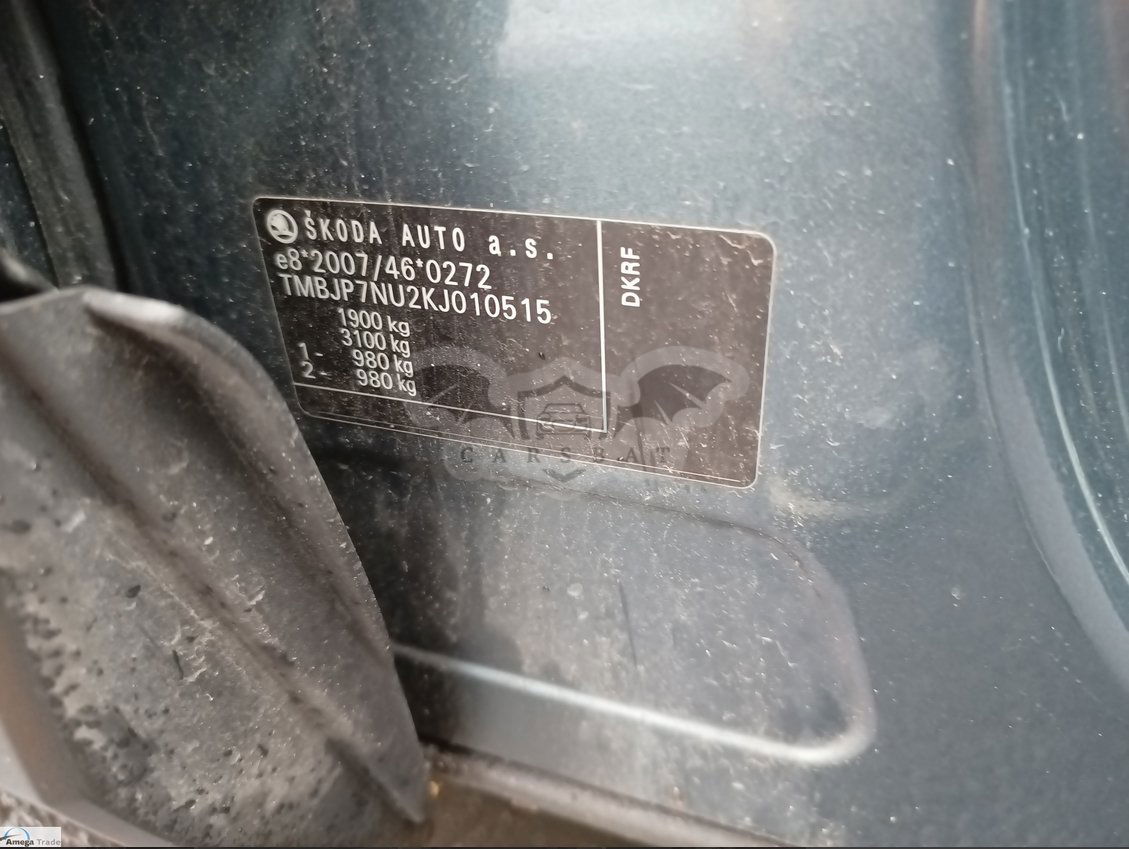 ŠKODA AUTO a.s.
e8*2007/46*0272
TMBJP7NU2KJ010515
1900 kg
3100 kg
1- 980 kg
2- 980 kg
DKRF
CARSBAT
Amega Trade